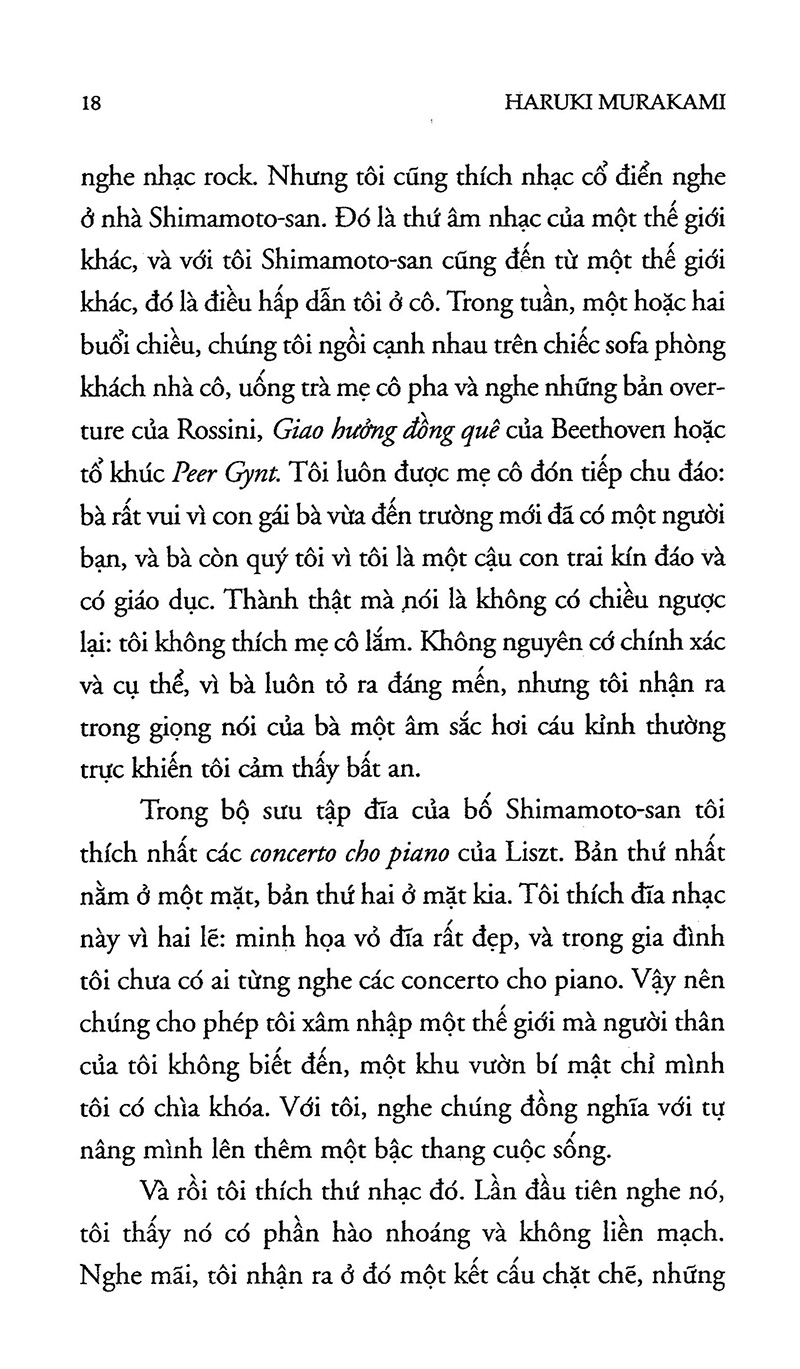 18 HARUKI MURAKAMI
nghe nhạc rock. Nhưng tôi cũng thích nhạc cổ điển nghe
ở nhà Shimamoto-san. Đó là thứ âm nhạc của một thế giới
khác, và với tôi Shimamoto-san cũng đến từ một thế giới
khác, đó là điều hấp dẫn tôi ở cô. Trong tuần, một hoặc hai
buổi chiều, chúng tôi ngồi cạnh nhau trên chiếc sofa phòng
khách nhà cô, uống trà mẹ cô pha và nghe những bản over-
ture của Rossini, Giao hưởng đồng quê của Beethoven hoặc
tổ khúc Peer Gynt. Tôi luôn được mẹ cô đón tiếp chu đáo:
bà rất vui vì con gái bà vừa đến trường mới đã có một người
bạn, và bà còn quý tôi vì tôi là một cậu con trai kín đáo và
có giáo dục. Thành thật mà nói là không có chiều ngược
lại: tôi không thích mẹ cô lắm. Không nguyên cớ chính xác
và cụ thể, vì bà luôn tỏ ra đáng mến, nhưng tôi nhận ra
trong giọng nói của bà một âm sắc hơi cáu kỉnh thường
trực khiến tôi cảm thấy bất an.
Trong bộ sưu tập đĩa của bố Shimamoto-san tôi
thích nhất các concerto cho piano của Liszt. Bản thứ nhất
nằm ở một mặt, bản thứ hai ở mặt kia. Tôi thích đĩa nhạc
này vì hai lẽ: minh họa vỏ đĩa rất đẹp, và trong gia đình
tôi chưa có ai từng nghe các concerto cho piano. Vậy nên
chúng cho phép tôi xâm nhập một thế giới mà người thân
của tôi không biết đến, một khu vườn bí mật chỉ mình
tôi có chìa khóa. Với tôi, nghe chúng đồng nghĩa với tự
nâng mình lên thêm một bậc thang cuộc sống.
Và rồi tôi thích thứ nhạc đó. Lần đầu tiên nghe nó,
tôi thấy nó có phần hào nhoáng và không liền mạch.
Nghe mãi, tôi nhận ra ở đó một kết cấu chặt chẽ, những